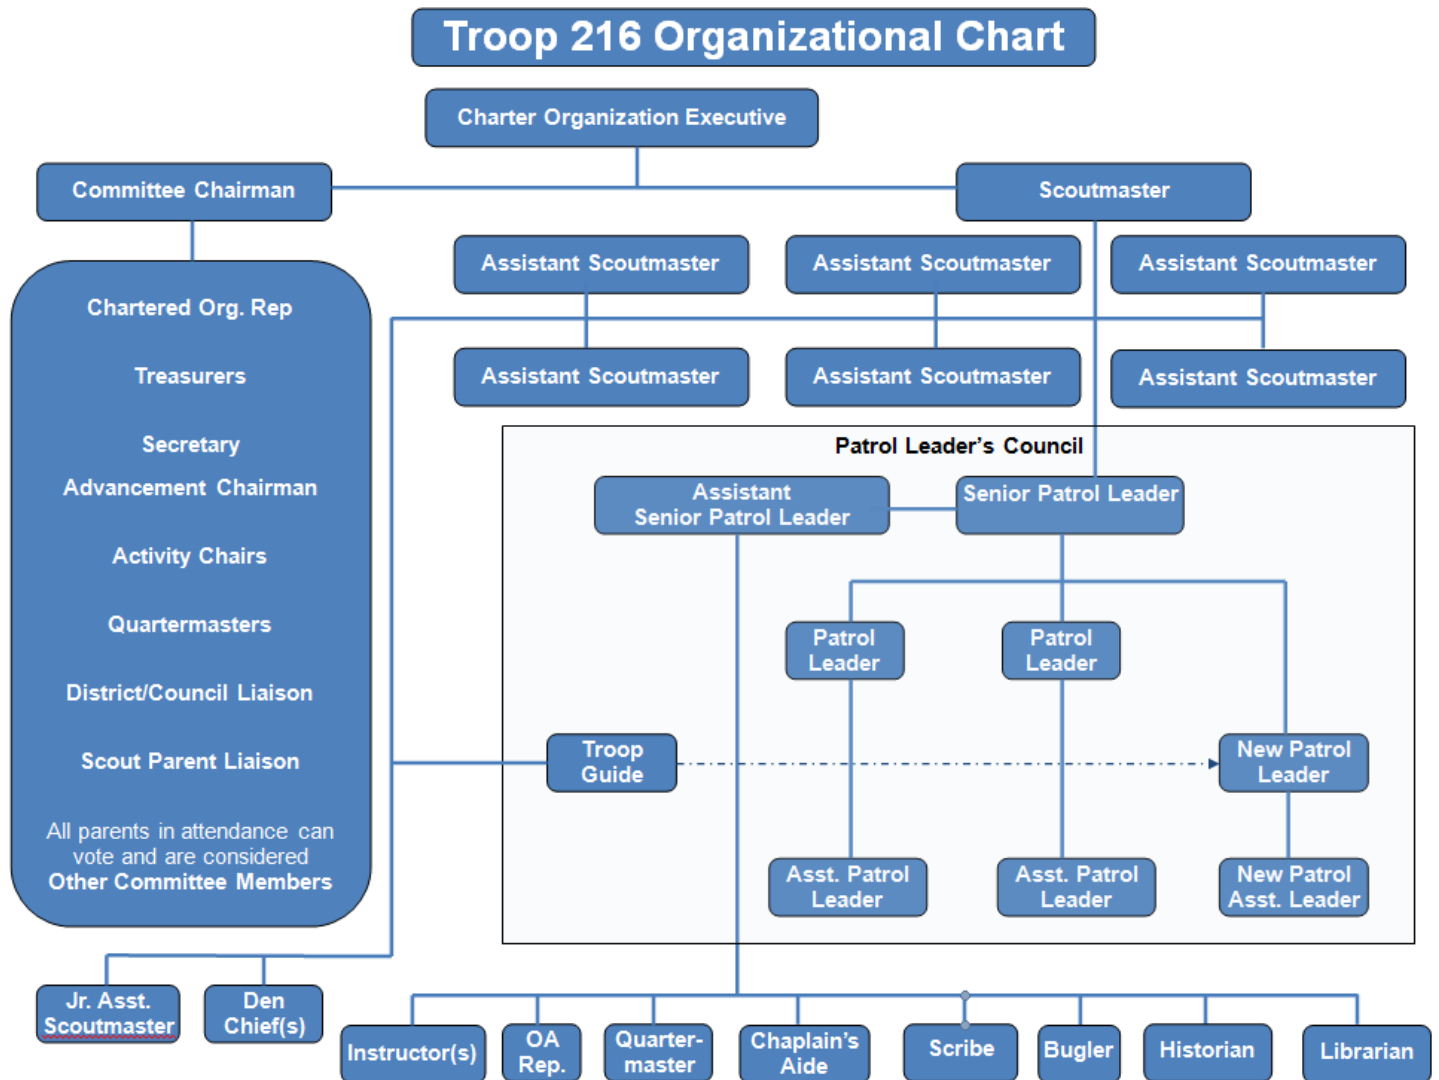 Troop 216 Organizational Chart
Charter Organization Executive
Committee Chairman
Scoutmaster
Assistant Scoutmaster
Assistant Scoutmaster
Assistant Scoutmaster
Assistant Scoutmaster
Assistant Scoutmaster
Assistant Scoutmaster
Chartered Org. Rep
Treasurers
Secretary
Advancement Chairman
Activity Chairs
Quartermasters
District/Council Liaison
Scout Parent Liaison
All parents in attendance can
vote and are considered
Other Committee Members
Patrol Leader's Council
Assistant
Senior Patrol Leader
Senior Patrol Leader
Patrol
Leader
Patrol
Leader
Troop
Guide
New Patrol
Leader
Asst. Patrol
Leader
Asst. Patrol
Leader
New Patrol
Asst. Leader
Jr. Asst.
Scoutmaster
Den
Chief(s)
Instructor(s)
OA
Rep.
Quarter-
master
Chaplain's
Aide
Scribe
Bugler
Historian
Librarian